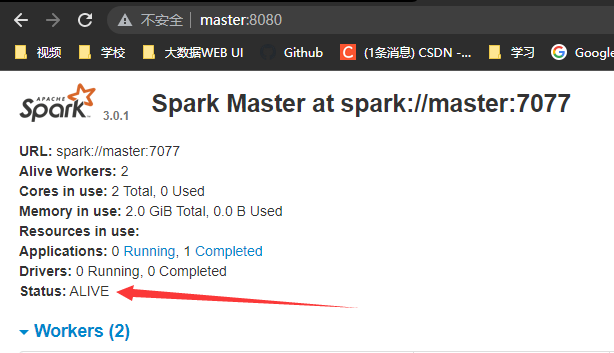 不安全 | master:8080
视频 学校 大数据WEB UI Github (1条消息) CSDN -... 学习 Google
APACHE Spark 3.0.1 Spark Master at spark://master:7077
URL: spark://master:7077
Alive Workers: 2
Cores in use: 2 Total, 0 Used
Memory in use: 2.0 GiB Total, 0.0 B Used
Resources in use:
Applications: 0 Running, 1 Completed
Drivers: 0 Running, 0 Completed
Status: ALIVE
Workers (2)